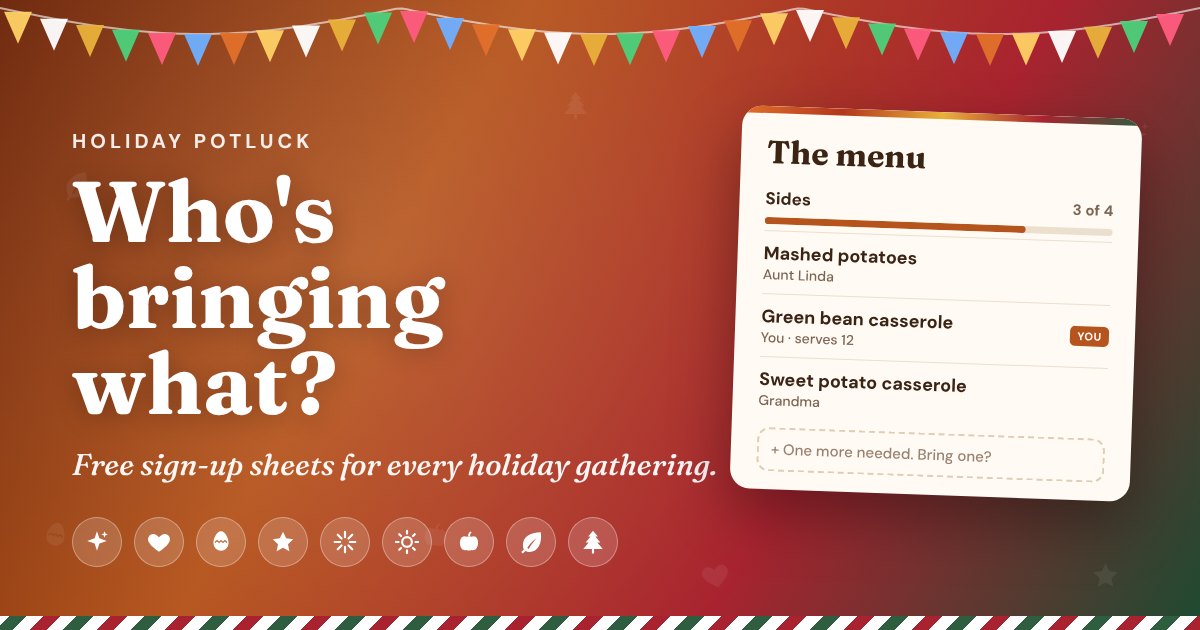 HOLIDAY POTLUCK
Who's
bringing
what?
Free sign-up sheets for every holiday gathering.
The menu
Sides
3 of 4
Mashed potatoes
Aunt Linda
Green bean casserole
You · serves 12
YOU
Sweet potato casserole
Grandma
+ One more needed. Bring one?